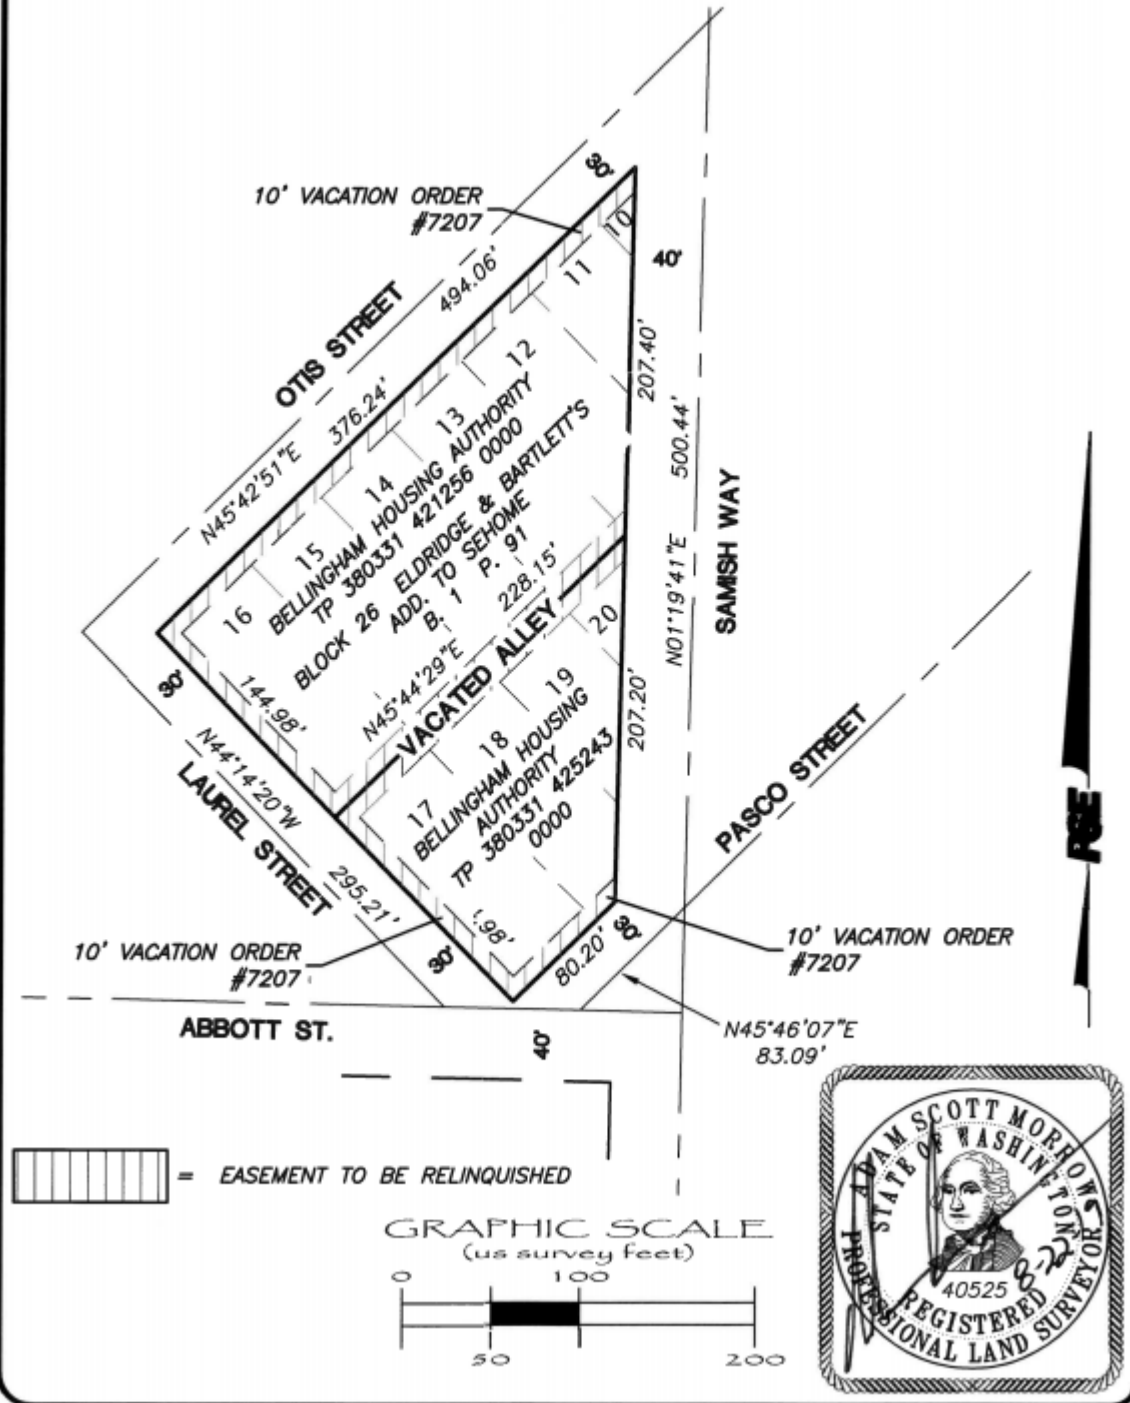 30'
10' VACATION ORDER
#7207
10
40'
11
494.06'
OTIS STREET
207.40'
12
376.24'
13
500.44'
N45°42'51"E
14
SAMISH WAY
15
BELLINGHAM HOUSING AUTHORITY
TP 380331 421256 0000
BLOCK 26 ELDRIDGE & BARTLETT'S
ADD. TO SEHOME
B. 1 P. 91
16
228.15'
N45°44'29"E
VACATED ALLEY
20
N01°19'41"E
30'
144.98'
19
18
17
BELLINGHAM HOUSING
AUTHORITY
TP 380331 425243
0000
207.20'
N44°14'20"W
LAUREL STREET
PASCO STREET
PSE
295.21'
.98'
30'
80.20'
30'
10' VACATION ORDER
#7207
10' VACATION ORDER
#7207
ABBOTT ST.
40'
N45°46'07"E
83.09'
= EASEMENT TO BE RELINQUISHED
GRAPHIC SCALE
(us survey feet)
0 100
50 200
ADAM SCOTT MORROW
STATE OF WASHINGTON
40525
REGISTERED
PROFESSIONAL LAND SURVEYOR